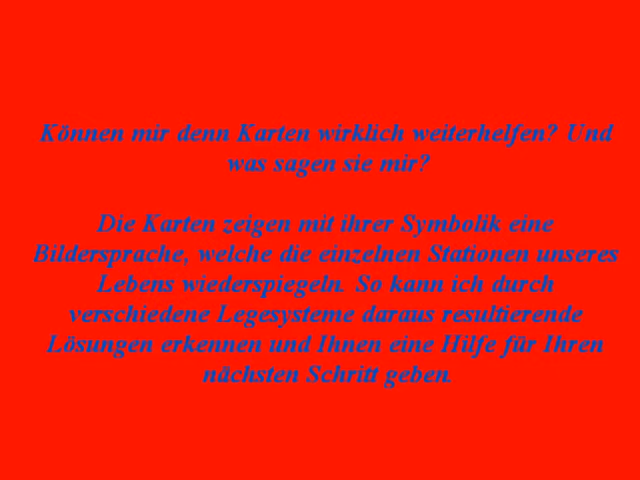 Können mir denn Karten wirklich weiterhelfen? Und
was sagen sie mir?
Die Karten zeigen mit ihrer Symbolik eine
Bildersprache, welche die einzelnen Stationen unseres
Lebens wiederspiegeln. So kann ich durch
verschiedene Legesysteme daraus resultierende
Lösungen erkennen und Ihnen eine Hilfe für Ihren
nächsten Schritt geben.